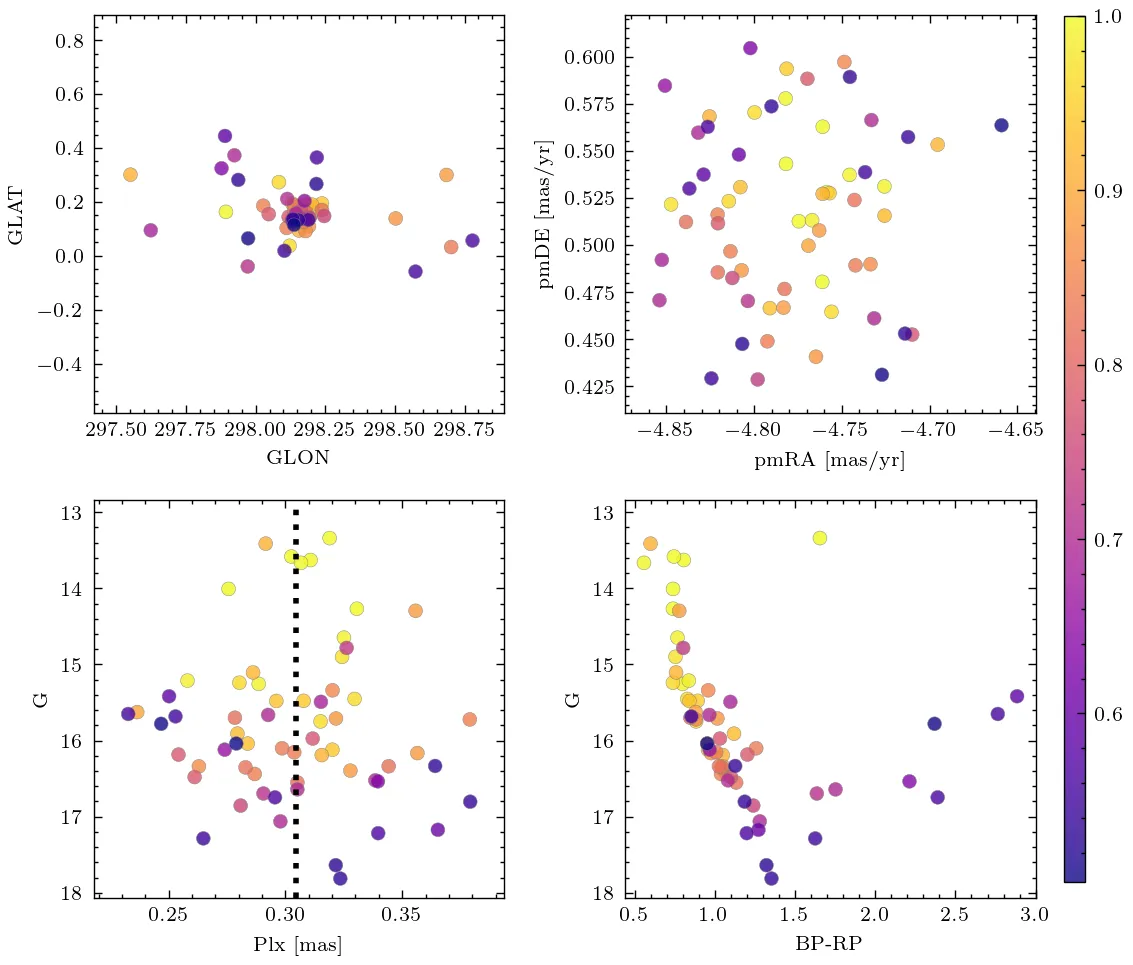 0.8
0.6
0.4
0.2
0.0
−0.2
−0.4
GLAT
297.50 297.75 298.00 298.25 298.50 298.75
GLON
0.600
0.575
0.550
0.525
0.500
0.475
0.450
0.425
pmDE [mas/yr]
−4.85 −4.80 −4.75 −4.70 −4.65
pmRA [mas/yr]
1.0
0.9
0.8
0.7
0.6
13
14
15
16
17
18
G
0.25 0.30 0.35
Plx [mas]
13
14
15
16
17
18
G
0.5 1.0 1.5 2.0 2.5 3.0
BP-RP